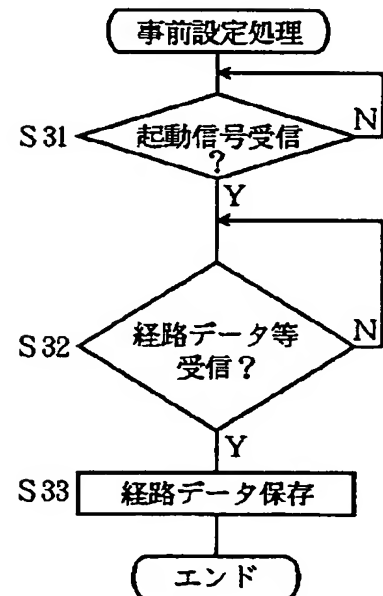 事前設定処理
S31
起動信号受信
?
N
Y
S32
経路データ等
受信?
N
Y
S33
経路データ保存
エンド